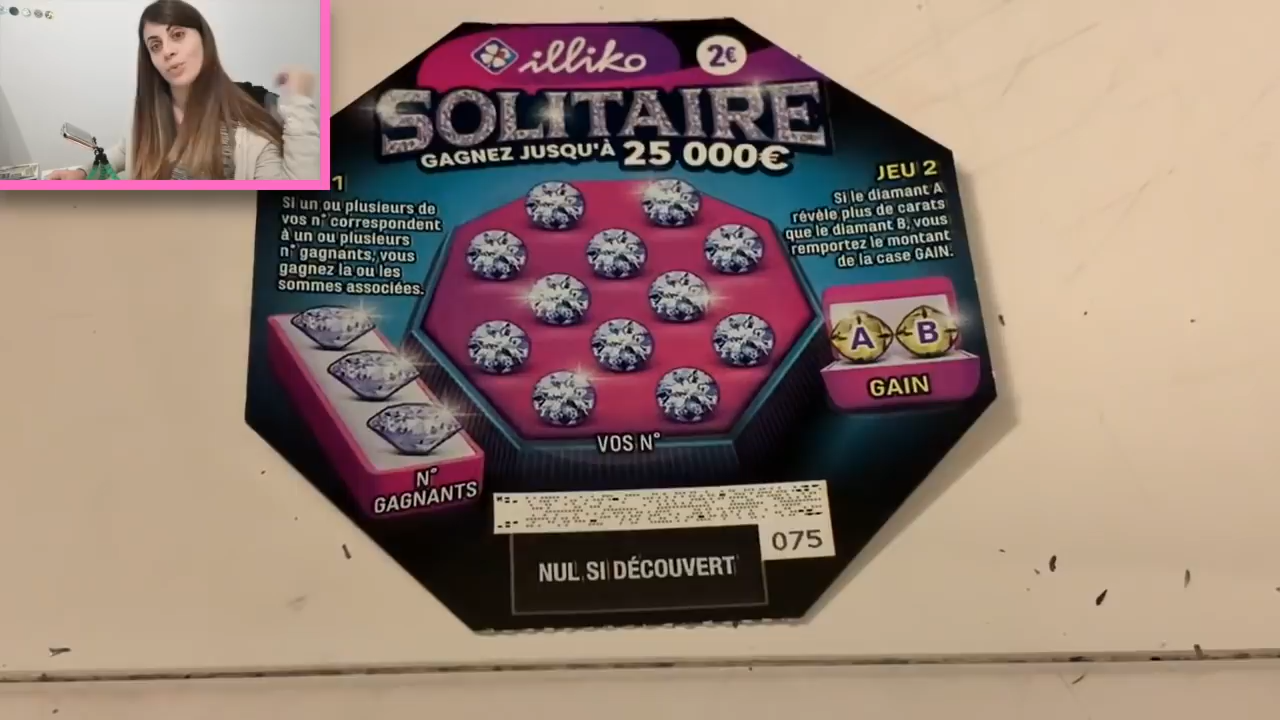 illiko
2€
SOLITAIRE
GAGNEZ JUSQU'À 25 000€
1
Si un ou plusieurs de
vos n° correspondent
à un ou plusieurs
n° gagnants, vous
gagnez la ou les
sommes associées.
N°
GAGNANTS
VOS N°
JEU 2
Si le diamant A
révèle plus de carats
que le diamant B, vous
remportez le montant
de la case GAIN.
A B
GAIN
075
NUL SI DÉCOUVERT